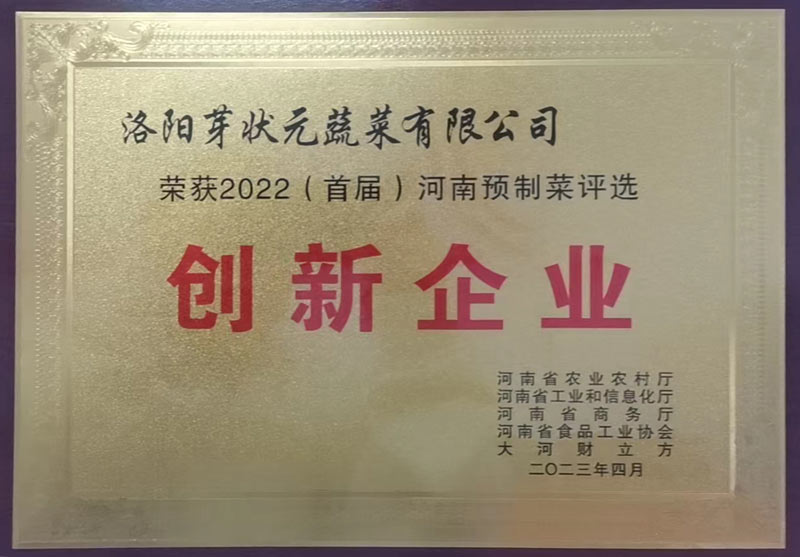 洛阳芽状元蔬菜有限公司
荣获2022（首届）河南预制菜评选
创新企业
河南省农业农村厅
河南省工业和信息化厅
河南省商务厅
河南省食品工业协会
大河财立方
二〇二三年四月